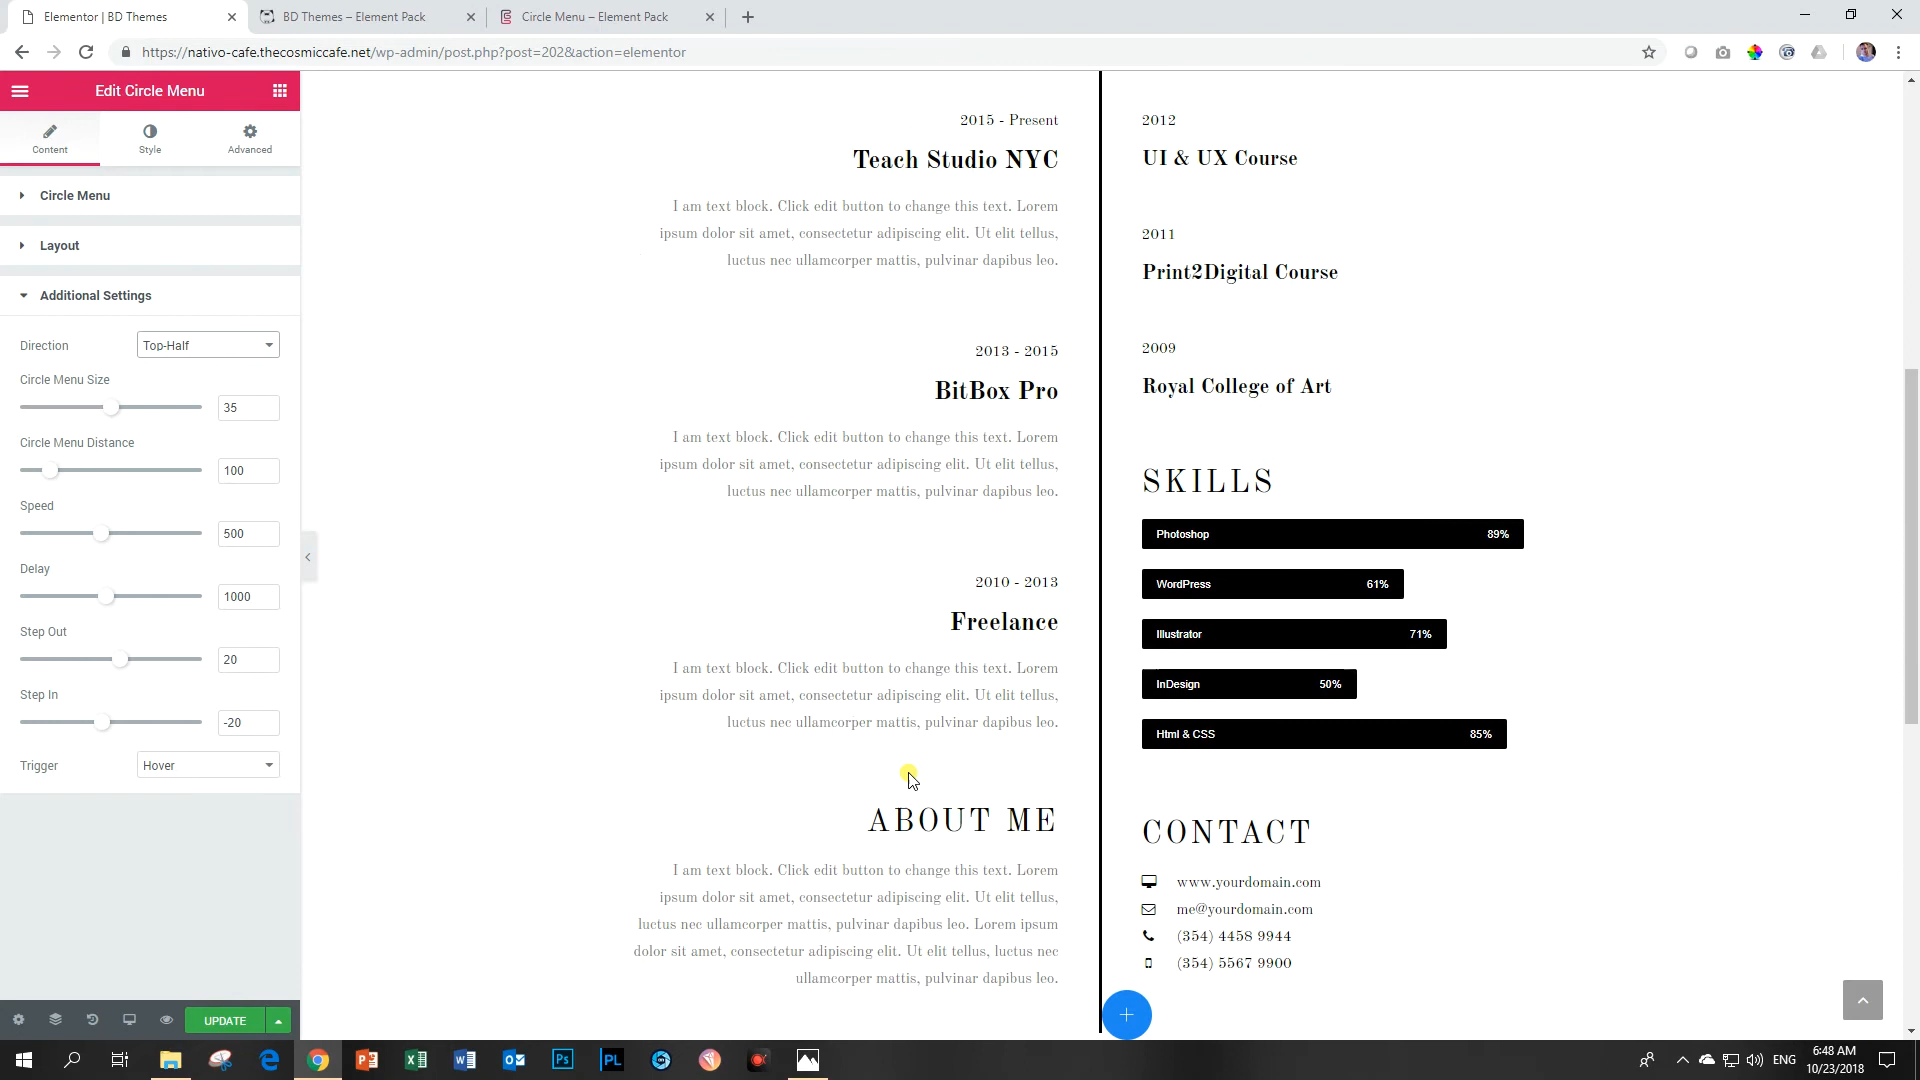 Elementor | BD Themes
BD Themes – Element Pack
Circle Menu – Element Pack
https://nativo-cafe.thecosmiccafe.net/wp-admin/post.php?post=202&action=elementor
Edit Circle Menu
Content
Style
Advanced
Circle Menu
Layout
Additional Settings
Direction
Top-Half
Circle Menu Size
35
Circle Menu Distance
100
Speed
500
Delay
1000
Step Out
20
Step In
-20
Trigger
Hover
UPDATE
2015 - Present
Teach Studio NYC
I am text block. Click edit button to change this text. Lorem
ipsum dolor sit amet, consectetur adipiscing elit. Ut elit tellus,
luctus nec ullamcorper mattis, pulvinar dapibus leo.
2013 - 2015
BitBox Pro
I am text block. Click edit button to change this text. Lorem
ipsum dolor sit amet, consectetur adipiscing elit. Ut elit tellus,
luctus nec ullamcorper mattis, pulvinar dapibus leo.
2010 - 2013
Freelance
I am text block. Click edit button to change this text. Lorem
ipsum dolor sit amet, consectetur adipiscing elit. Ut elit tellus,
luctus nec ullamcorper mattis, pulvinar dapibus leo.
ABOUT ME
I am text block. Click edit button to change this text. Lorem
ipsum dolor sit amet, consectetur adipiscing elit. Ut elit tellus,
luctus nec ullamcorper mattis, pulvinar dapibus leo. Lorem ipsum
dolor sit amet, consectetur adipiscing elit. Ut elit tellus, luctus nec
ullamcorper mattis, pulvinar dapibus leo.
2012
UI & UX Course
2011
Print2Digital Course
2009
Royal College of Art
SKILLS
Photoshop 89%
WordPress 61%
Illustrator 71%
InDesign 50%
Html & CSS 85%
CONTACT
www.yourdomain.com
me@yourdomain.com
(354) 4458 9944
(354) 5567 9900
Ps
PL
ENG
6:48 AM
10/23/2018